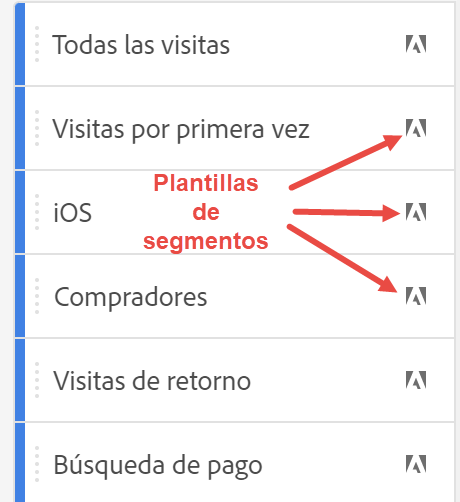 Todas las visitas
Visitas por primera vez
Plantillas
de
segmentos
iOS
Compradores
Visitas de retorno
Búsqueda de pago